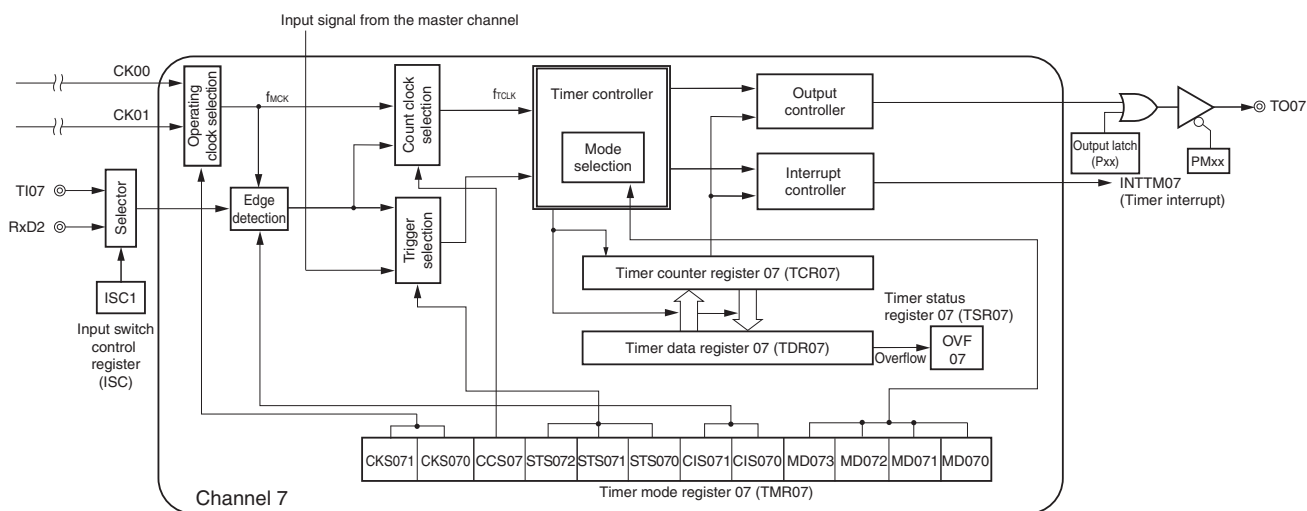 Input signal from the master channel
CK00
CK01
Operating
clock selection
fMCK
Count clock
selection
fTCLK
Timer controller
Mode
selection
Output
controller
TO07
Output latch
(Pxx)
PMxx
Interrupt
controller
INTTM07
(Timer interrupt)
TI07
RxD2
Selector
Edge
detection
Trigger
selection
ISC1
Input switch
control
register
(ISC)
Timer counter register 07 (TCR07)
Timer status
register 07 (TSR07)
Timer data register 07 (TDR07)
Overflow
OVF
07
CKS071 CKS070 CCS07 STS072 STS071 STS070 CIS071 CIS070 MD073 MD072 MD071 MD070
Timer mode register 07 (TMR07)
Channel 7